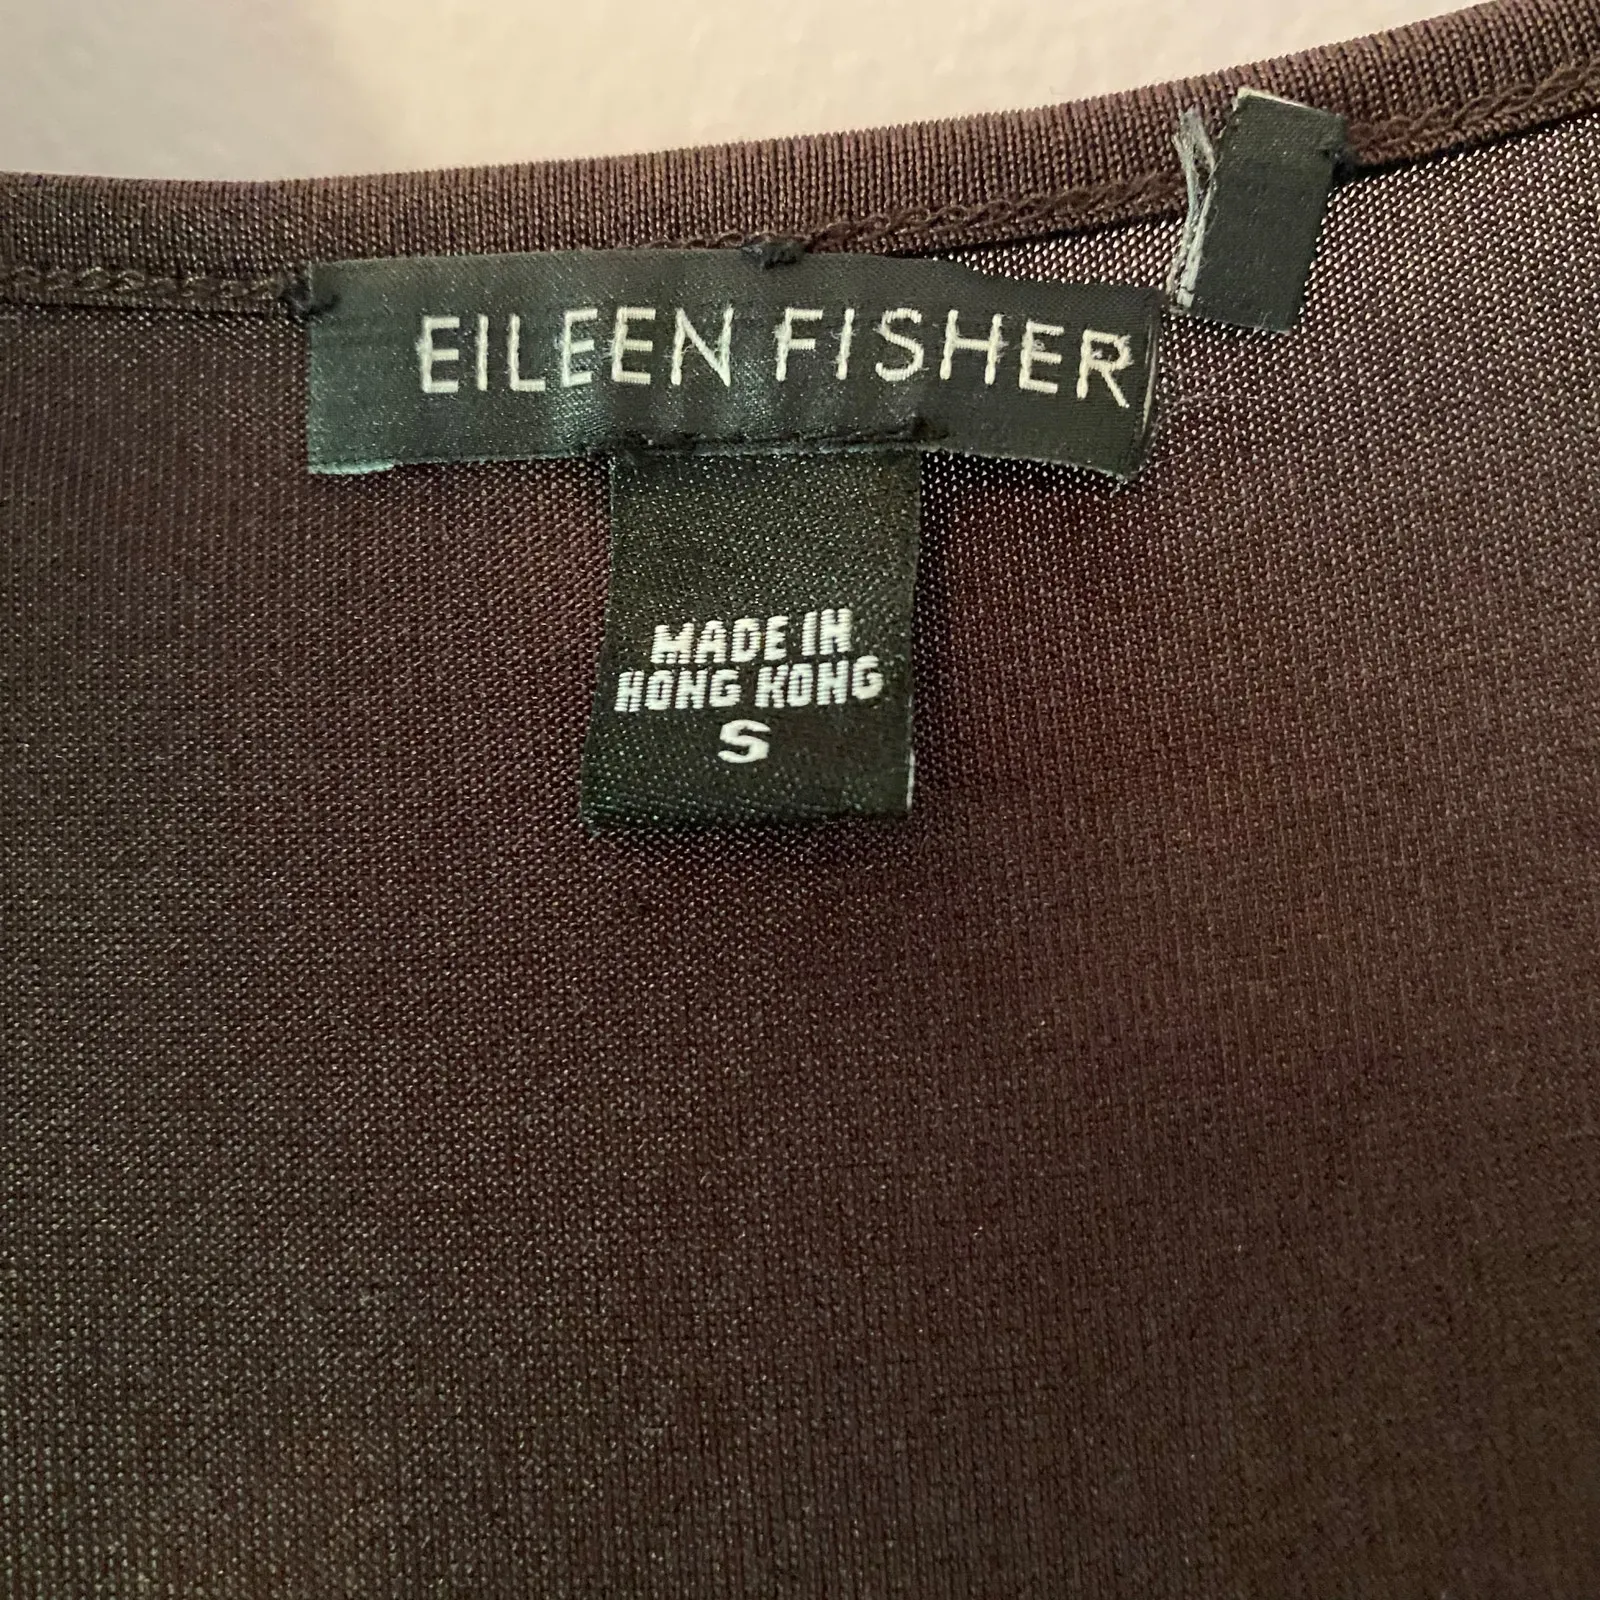 EILEEN FISHER
MADE IN
HONG KONG
S